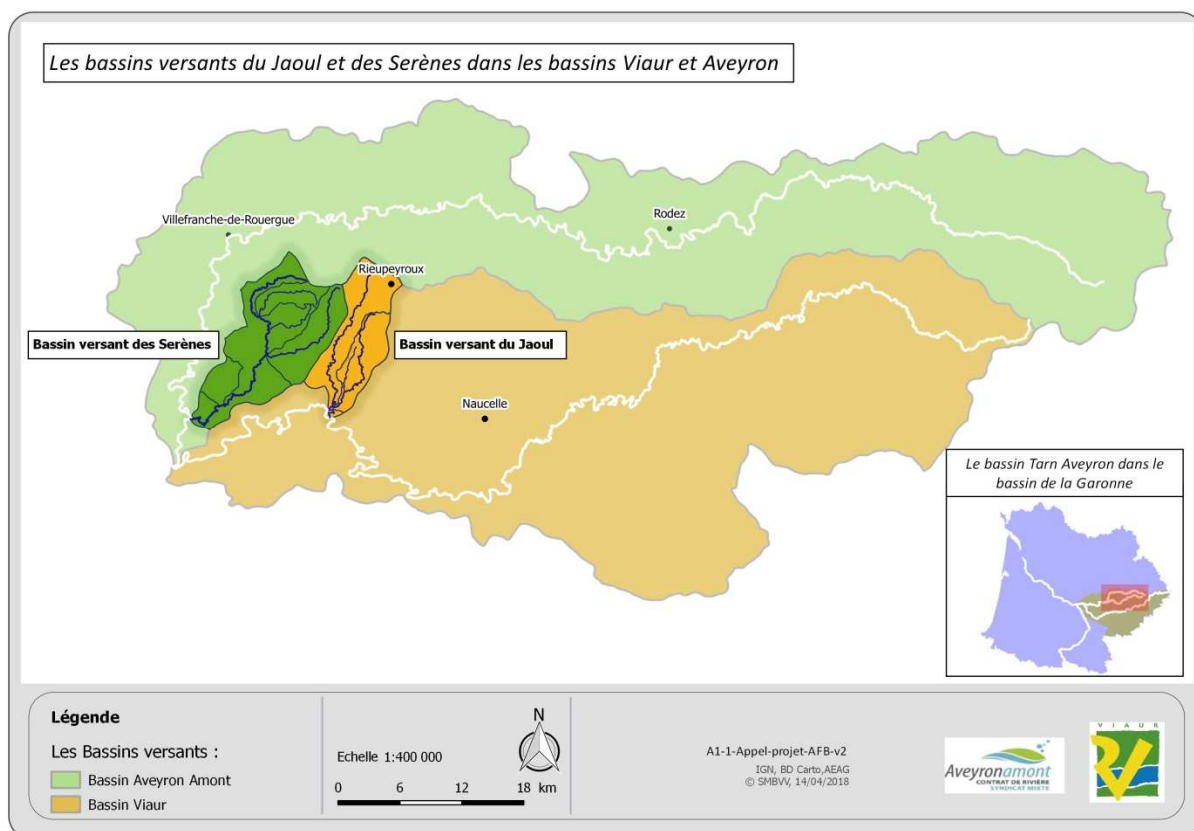 Les bassins versants du Jaoul et des Serènes dans les bassins Viaur et Aveyron
Villefranche-de-Rouergue
Rodez
Rieupeyroux
Bassin versant des Serènes
Bassin versant du Jaoul
Naucelle
Le bassin Tarn Aveyron dans le
bassin de la Garonne
Légende
Les Bassins versants :
Bassin Aveyron Amont
Bassin Viaur
Echelle 1:400 000
0 6 12 18 km
N
A1-1-Appel-projet-AFB-v2
IGN, BD Carto,AEAG
© SMBVV, 14/04/2018
Aveyronamont
CONTRAT DE RIVIÈRE
SYNDICAT MIXTE
VIAUR